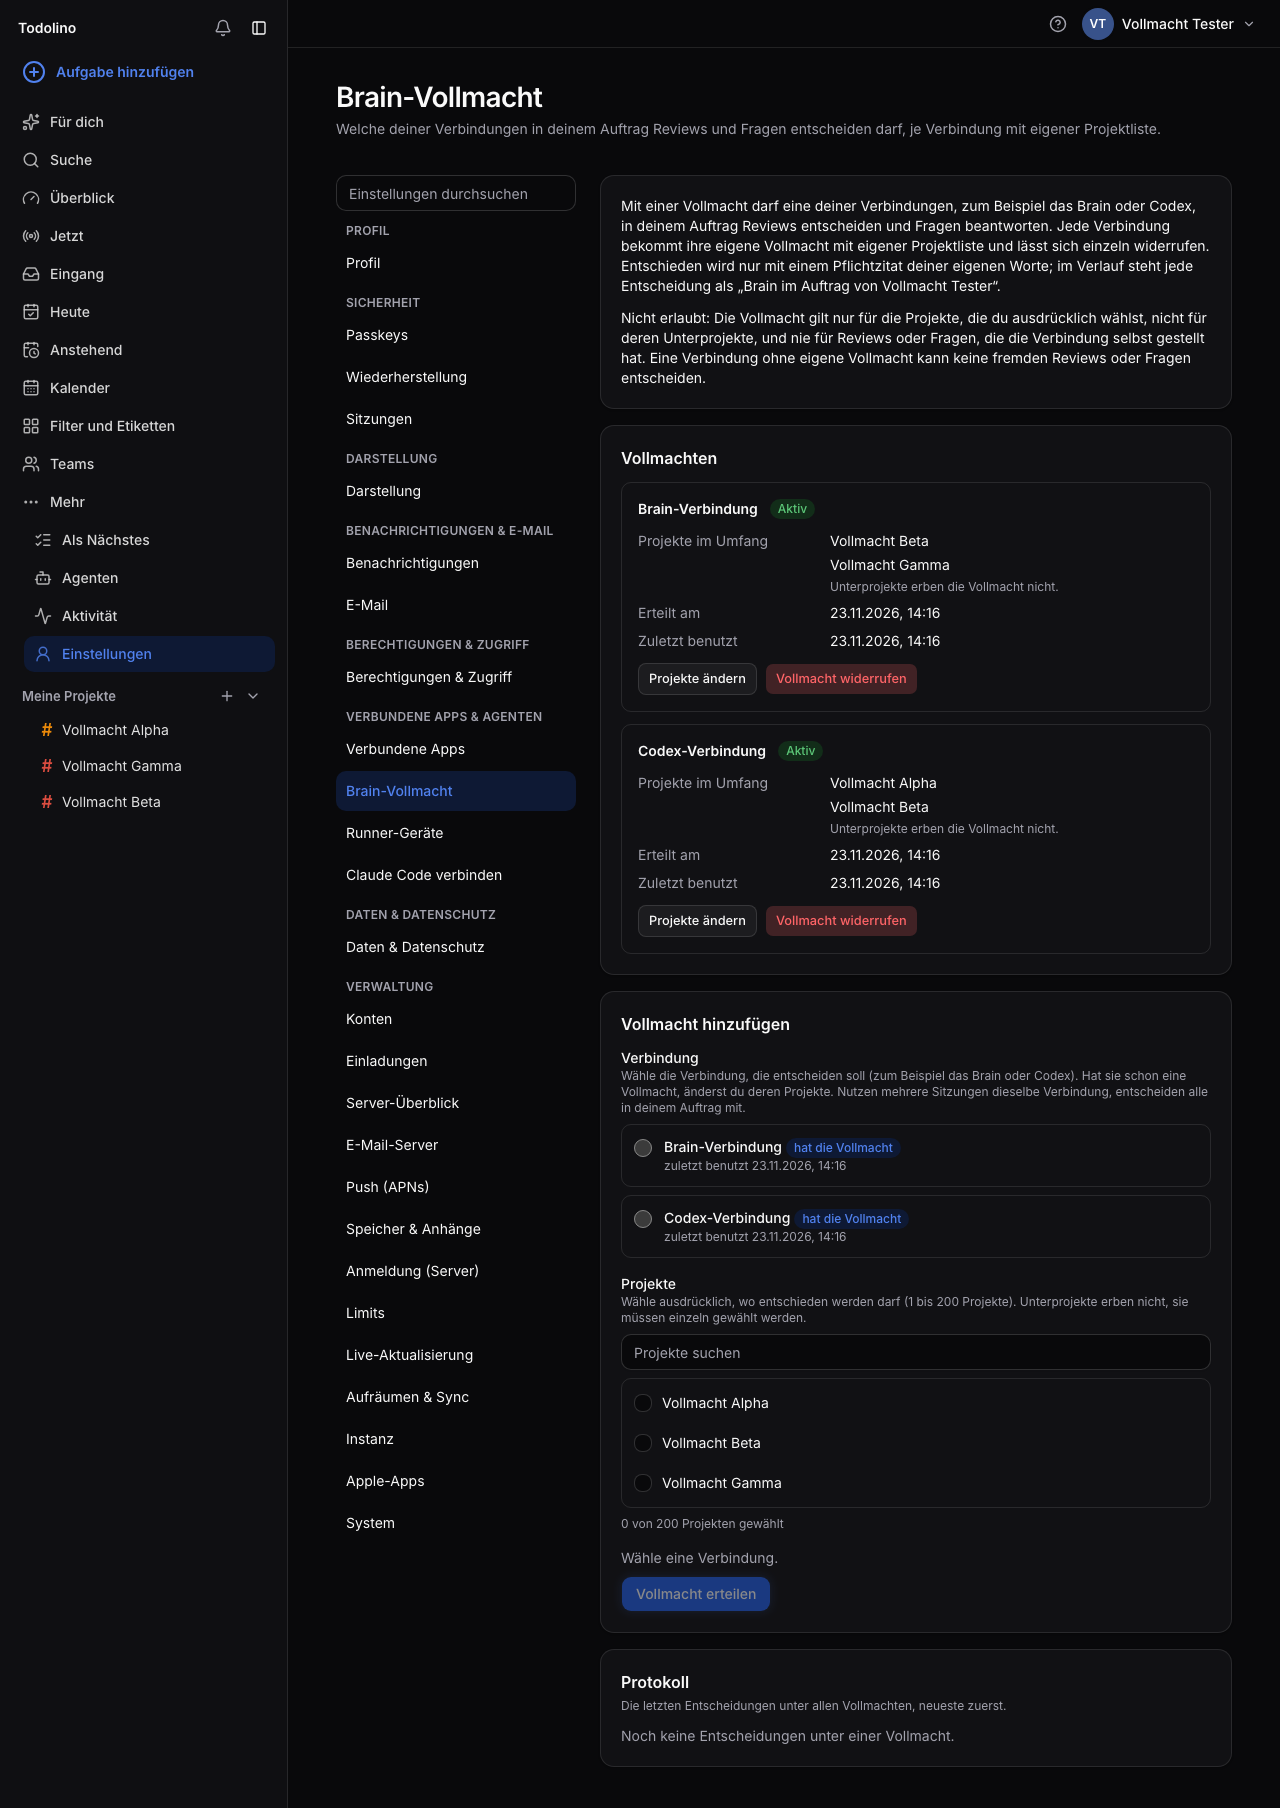 Todolino
Aufgabe hinzufügen
Für dich
Suche
Überblick
Jetzt
Eingang
Heute
Anstehend
Kalender
Filter und Etiketten
Teams
Mehr
Als Nächstes
Agenten
Aktivität
Einstellungen
Meine Projekte
# Vollmacht Alpha
# Vollmacht Gamma
# Vollmacht Beta
VT Vollmacht Tester
Brain-Vollmacht
Welche deiner Verbindungen in deinem Auftrag Reviews und Fragen entscheiden darf, je Verbindung mit eigener Projektliste.
Einstellungen durchsuchen
PROFIL
Profil
SICHERHEIT
Passkeys
Wiederherstellung
Sitzungen
DARSTELLUNG
Darstellung
BENACHRICHTIGUNGEN & E-MAIL
Benachrichtigungen
E-Mail
BERECHTIGUNGEN & ZUGRIFF
Berechtigungen & Zugriff
VERBUNDENE APPS & AGENTEN
Verbundene Apps
Brain-Vollmacht
Runner-Geräte
Claude Code verbinden
DATEN & DATENSCHUTZ
Daten & Datenschutz
VERWALTUNG
Konten
Einladungen
Server-Überblick
E-Mail-Server
Push (APNs)
Speicher & Anhänge
Anmeldung (Server)
Limits
Live-Aktualisierung
Aufräumen & Sync
Instanz
Apple-Apps
System
Mit einer Vollmacht darf eine deiner Verbindungen, zum Beispiel das Brain oder Codex,
in deinem Auftrag Reviews entscheiden und Fragen beantworten. Jede Verbindung
bekommt ihre eigene Vollmacht mit eigener Projektliste und lässt sich einzeln widerrufen.
Entschieden wird nur mit einem Pflichtzitat deiner eigenen Worte; im Verlauf steht jede
Entscheidung als „Brain im Auftrag von Vollmacht Tester“.
Nicht erlaubt: Die Vollmacht gilt nur für die Projekte, die du ausdrücklich wählst, nicht für
deren Unterprojekte, und nie für Reviews oder Fragen, die die Verbindung selbst gestellt
hat. Eine Verbindung ohne eigene Vollmacht kann keine fremden Reviews oder Fragen
entscheiden.
Vollmachten
Brain-Verbindung Aktiv
Projekte im Umfang Vollmacht Beta
Vollmacht Gamma
Unterprojekte erben die Vollmacht nicht.
Erteilt am 23.11.2026, 14:16
Zuletzt benutzt 23.11.2026, 14:16
Projekte ändern Vollmacht widerrufen
Codex-Verbindung Aktiv
Projekte im Umfang Vollmacht Alpha
Vollmacht Beta
Unterprojekte erben die Vollmacht nicht.
Erteilt am 23.11.2026, 14:16
Zuletzt benutzt 23.11.2026, 14:16
Projekte ändern Vollmacht widerrufen
Vollmacht hinzufügen
Verbindung
Wähle die Verbindung, die entscheiden soll (zum Beispiel das Brain oder Codex). Hat sie schon eine
Vollmacht, änderst du deren Projekte. Nutzen mehrere Sitzungen dieselbe Verbindung, entscheiden alle
in deinem Auftrag mit.
Brain-Verbindung hat die Vollmacht
zuletzt benutzt 23.11.2026, 14:16
Codex-Verbindung hat die Vollmacht
zuletzt benutzt 23.11.2026, 14:16
Projekte
Wähle ausdrücklich, wo entschieden werden darf (1 bis 200 Projekte). Unterprojekte erben nicht, sie
müssen einzeln gewählt werden.
Projekte suchen
Vollmacht Alpha
Vollmacht Beta
Vollmacht Gamma
0 von 200 Projekten gewählt
Wähle eine Verbindung.
Vollmacht erteilen
Protokoll
Die letzten Entscheidungen unter allen Vollmachten, neueste zuerst.
Noch keine Entscheidungen unter einer Vollmacht.